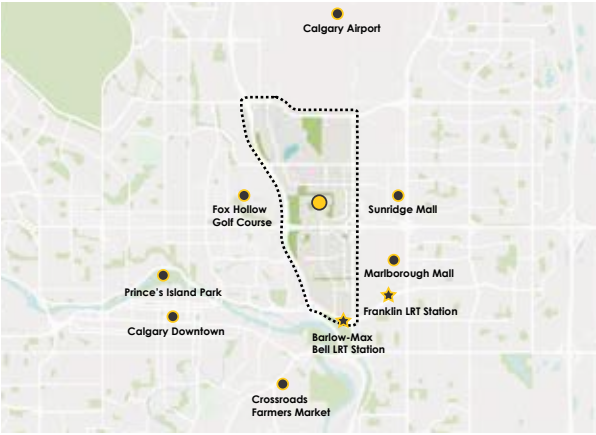 Calgary Airport
Fox Hollow
Golf Course
Sunridge Mall
Marlborough Mall
Prince's Island Park
Franklin LRT Station
Calgary Downtown
Barlow-Max
Bell LRT Station
Crossroads
Farmers Market